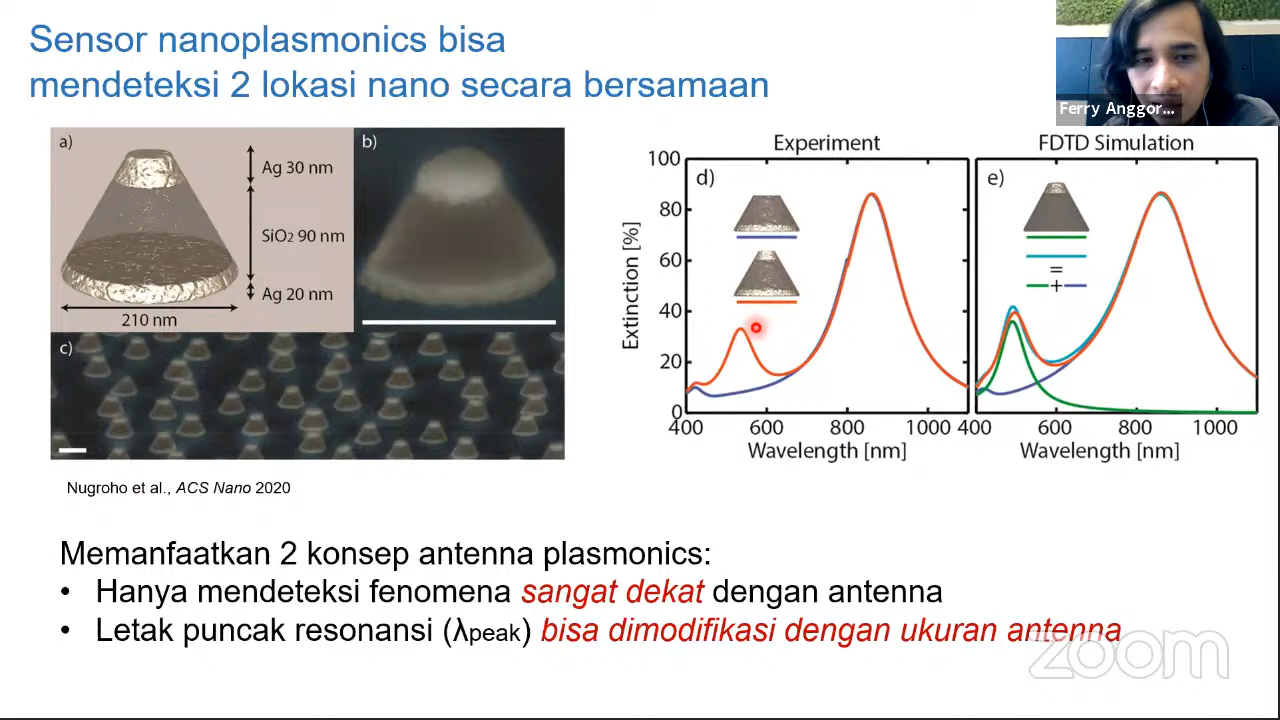 Sensor nanoplasmonics bisa
mendeteksi 2 lokasi nano secara bersamaan
Ferry Anggor...
a)
Ag 30 nm
SiO₂ 90 nm
Ag 20 nm
210 nm
b)
c)
Nugroho et al., ACS Nano 2020
Experiment
FDTD Simulation
d)
e)
=
+
Extinction [%]
100
80
60
40
20
0
400
600
800
1000
400
600
800
1000
Wavelength [nm]
Wavelength [nm]
Memanfaatkan 2 konsep antenna plasmonics:
• Hanya mendeteksi fenomena sangat dekat dengan antenna
• Letak puncak resonansi (λpeak) bisa dimodifikasi dengan ukuran antenna
zoom